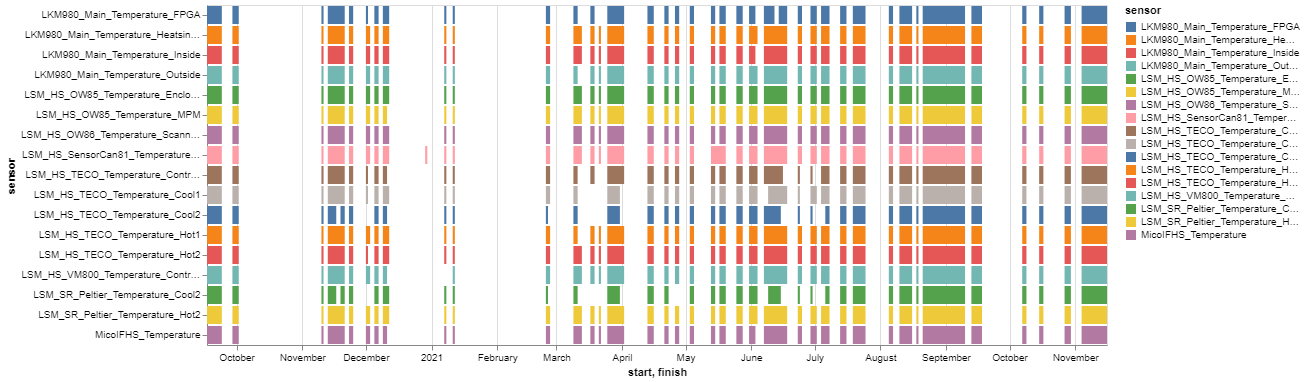 sensor
LKM980_Main_Temperature_FPGA
LKM980_Main_Temperature_Heatsin…
LKM980_Main_Temperature_Inside
LKM980_Main_Temperature_Outside
LSM_HS_OW85_Temperature_Enclo…
LSM_HS_OW85_Temperature_MPM
LSM_HS_OW86_Temperature_Scann…
LSM_HS_SensorCan81_Temperature…
LSM_HS_TECO_Temperature_Contr…
LSM_HS_TECO_Temperature_Cool1
LSM_HS_TECO_Temperature_Cool2
LSM_HS_TECO_Temperature_Hot1
LSM_HS_TECO_Temperature_Hot2
LSM_HS_VM800_Temperature_Contr…
LSM_SR_Peltier_Temperature_Cool2
LSM_SR_Peltier_Temperature_Hot2
MicolFHS_Temperature
October November December 2021 February March April May June July August September October November
start, finish
sensor
LKM980_Main_Temperature_FPGA
LKM980_Main_Temperature_He…
LKM980_Main_Temperature_Inside
LKM980_Main_Temperature_Out…
LSM_HS_OW85_Temperature_E…
LSM_HS_OW85_Temperature_M…
LSM_HS_OW86_Temperature_S…
LSM_HS_SensorCan81_Temper…
LSM_HS_TECO_Temperature_C…
LSM_HS_TECO_Temperature_C…
LSM_HS_TECO_Temperature_C…
LSM_HS_TECO_Temperature_H…
LSM_HS_TECO_Temperature_H…
LSM_HS_VM800_Temperature_…
LSM_SR_Peltier_Temperature_C…
LSM_SR_Peltier_Temperature_H…
MicolFHS_Temperature